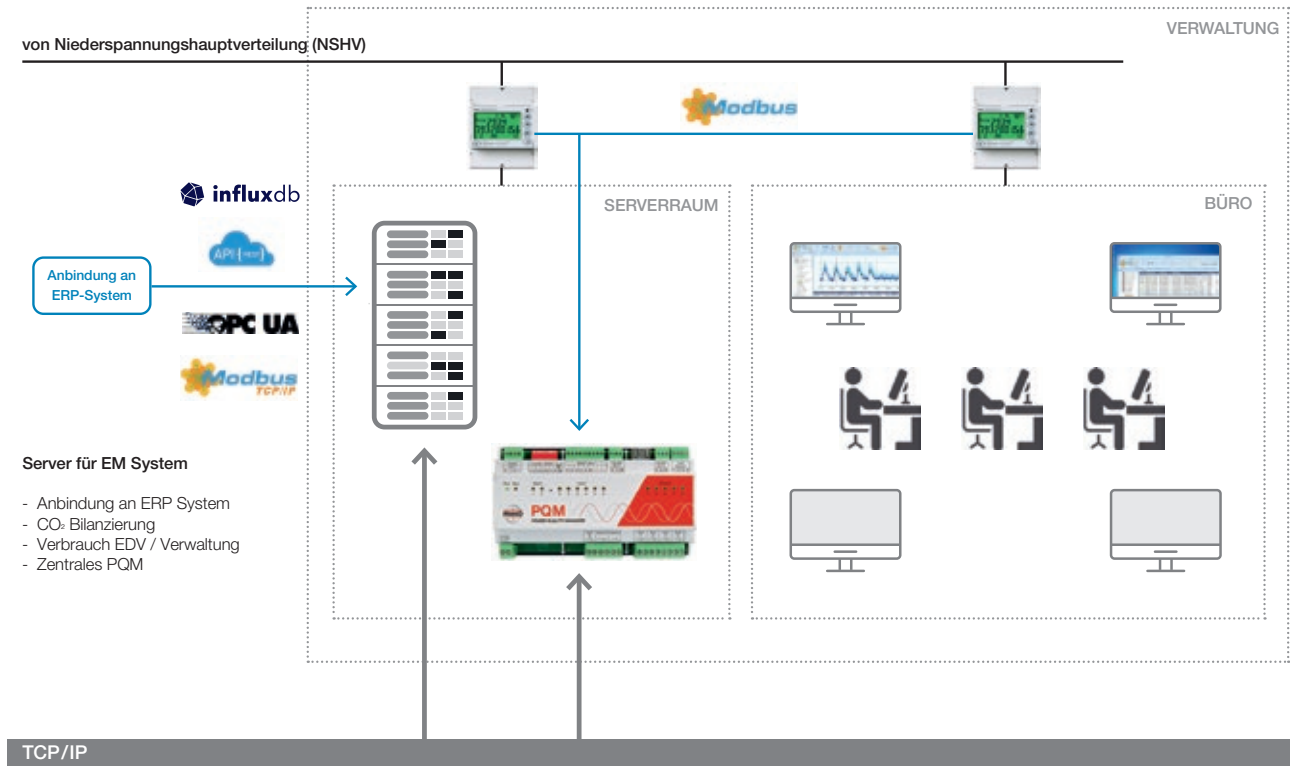 VERWALTUNG
von Niederspannungshauptverteilung (NSHV)
Modbus
influxdb
SERVERRAUM
BÜRO
API {REST}
Anbindung an
ERP-System
OPC UA
Modbus
TCP/IP
Server für EM System
- Anbindung an ERP System
- CO₂ Bilanzierung
- Verbrauch EDV / Verwaltung
- Zentrales PQM
PQM
TCP/IP